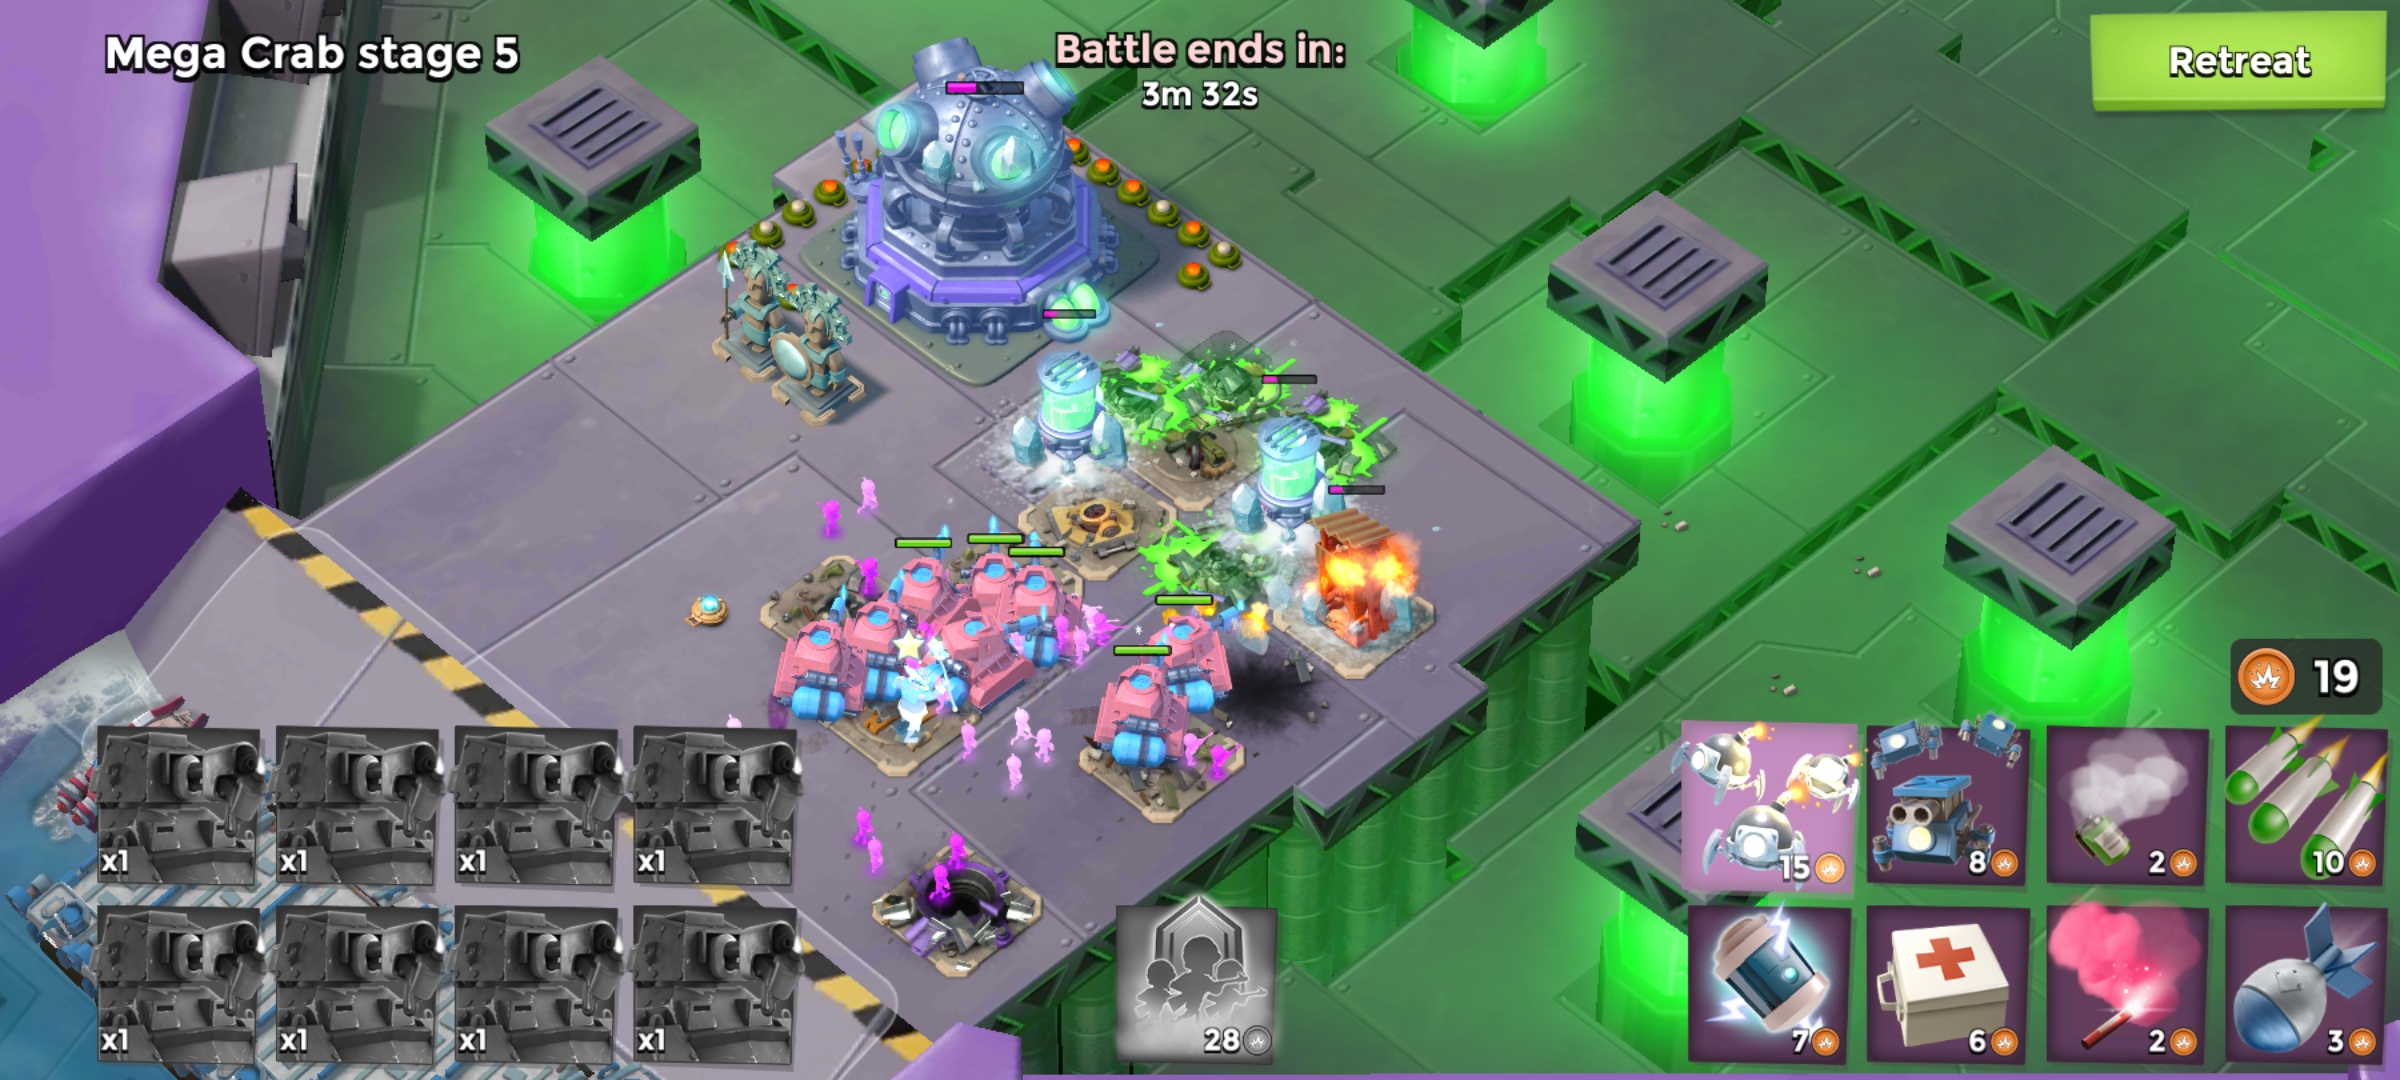 Mega Crab stage 5
Battle ends in:
3m 32s
Retreat
19
x1 x1 x1 x1
15 8 2 10
x1 x1 x1 x1
28
7 6 2 3